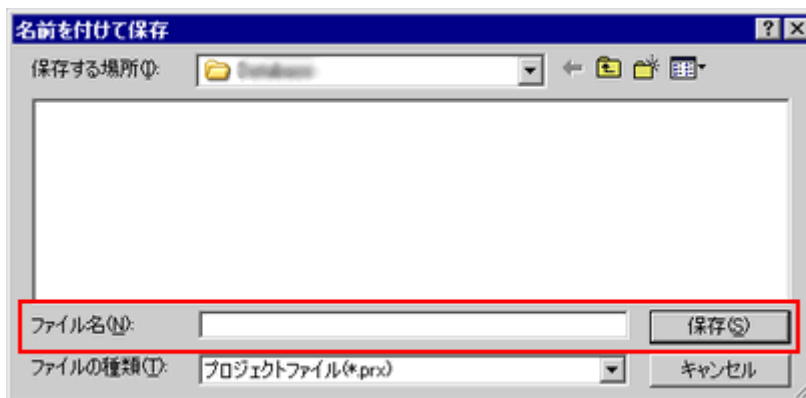 名前を付けて保存
保存する場所(I):
ファイル名(N): 保存(S)
ファイルの種類(T): プロジェクトファイル(*.prx) キャンセル